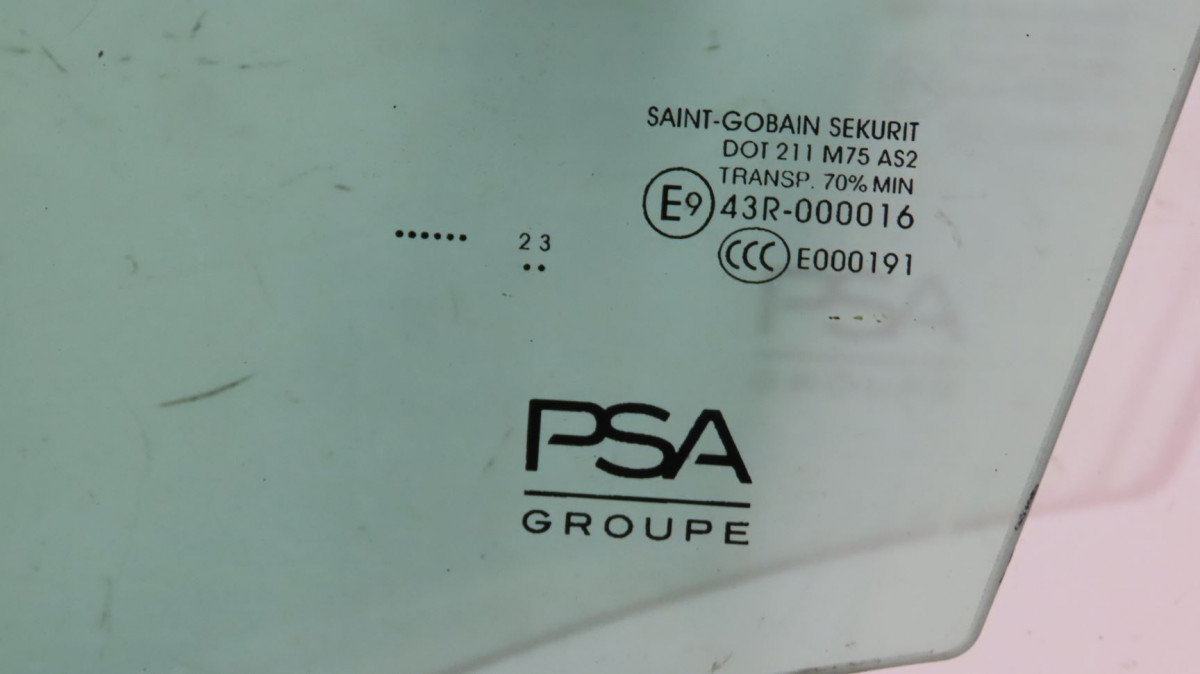 SAINT-GOBAIN SEKURIT
DOT 211 M75 AS2
TRANSP. 70% MIN
E9 43R-000016
CCC E000191
•••••• 23
••
PSA
GROUPE